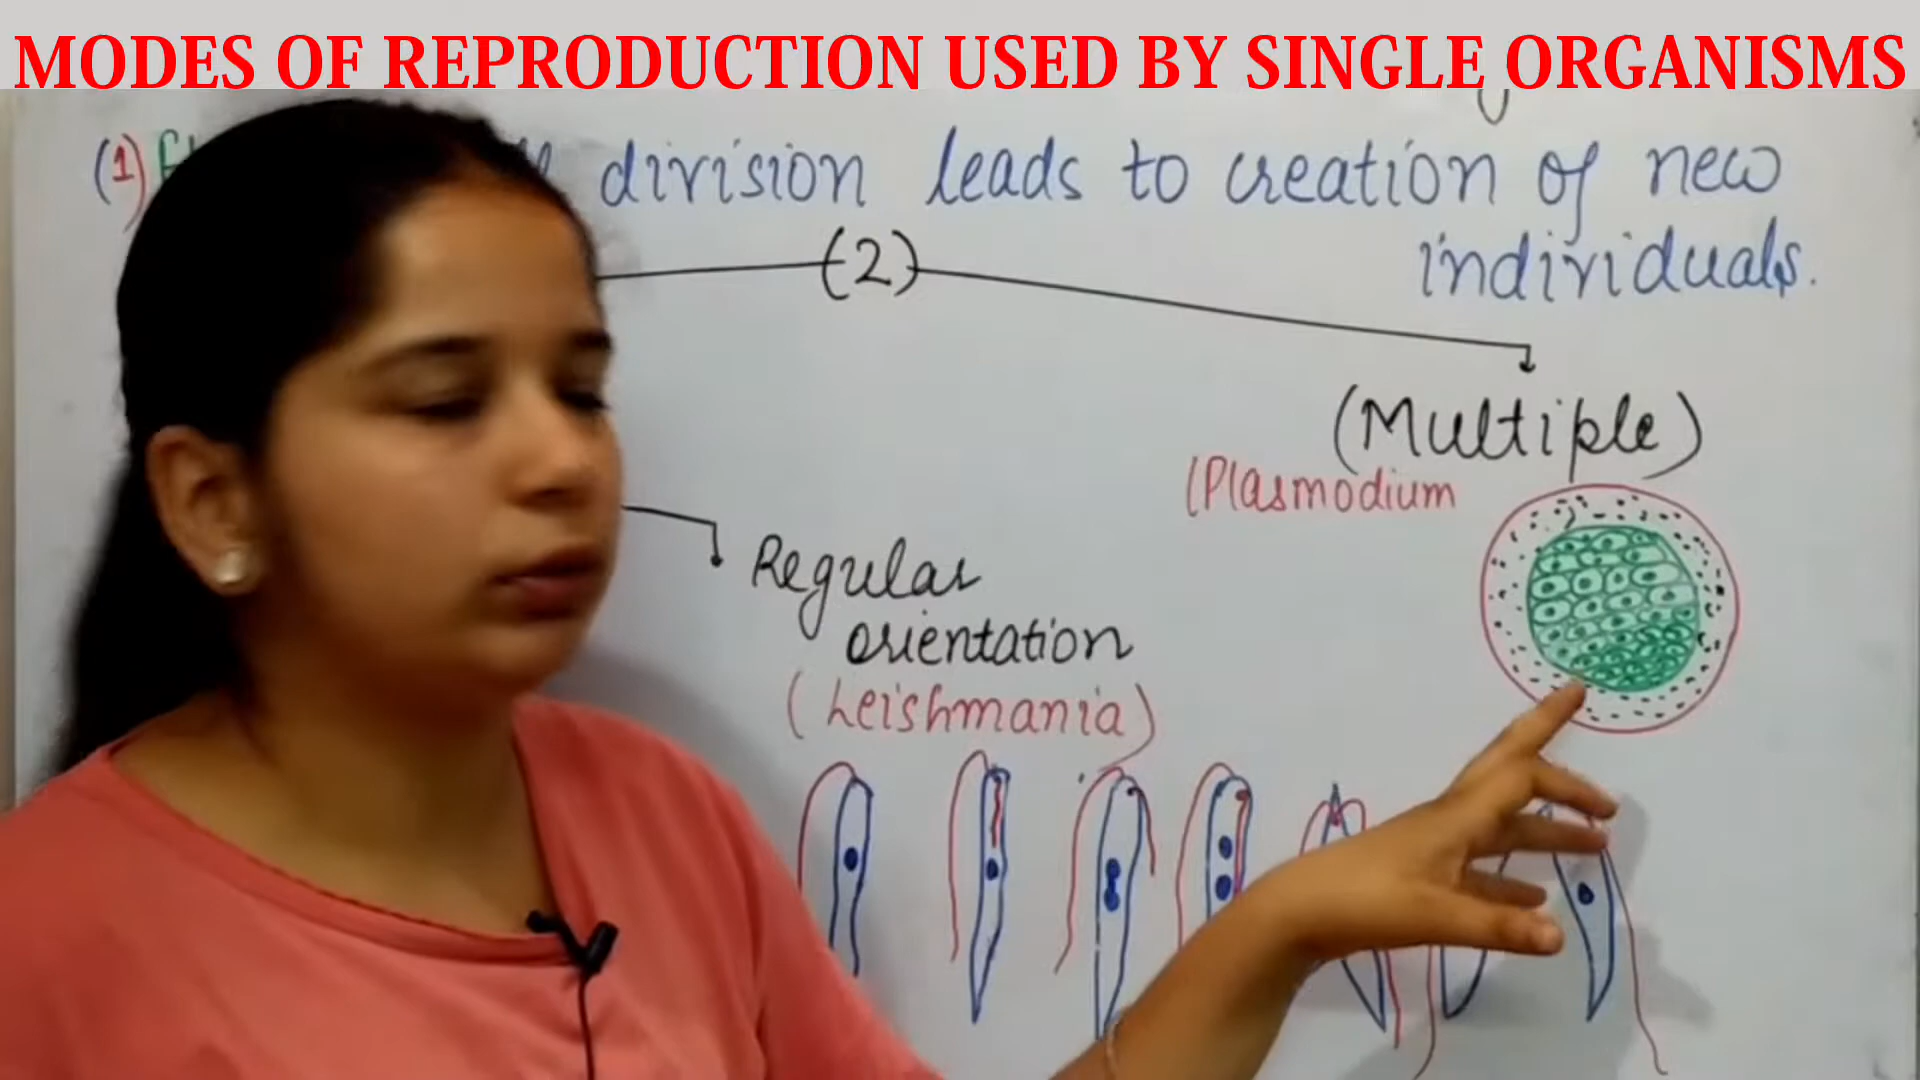 MODES OF REPRODUCTION USED BY SINGLE ORGANISMS
(1) division leads to creation of new
individuals.
(2)
(Multiple)
(Plasmodium
Regular
orientation
(Leishmania)